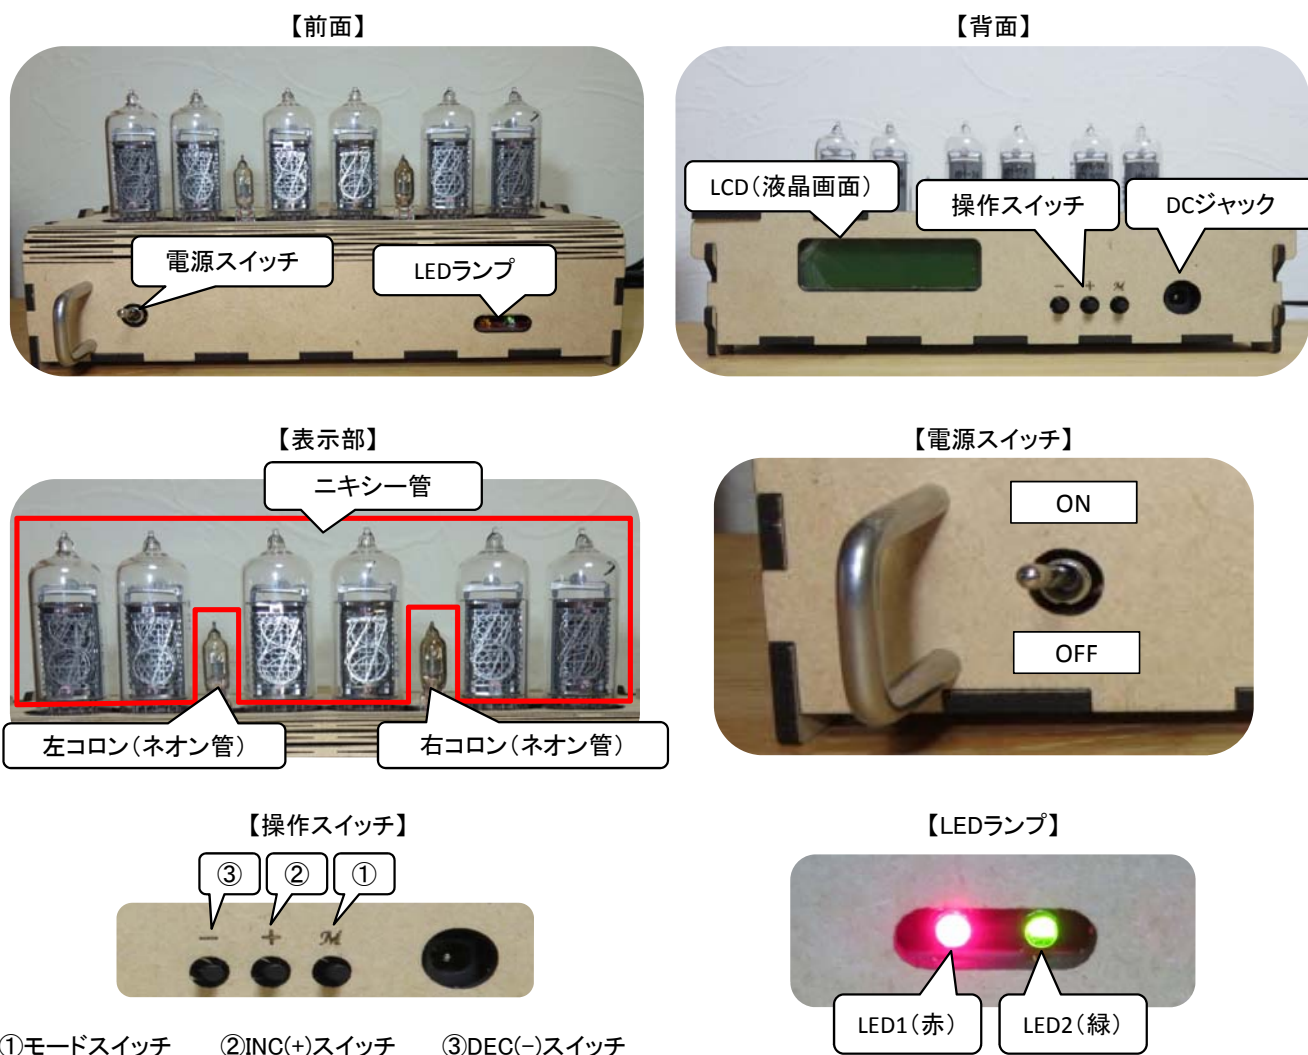 【前面】
【背面】
電源スイッチ
LEDランプ
LCD(液晶画面)
操作スイッチ
DCジャック
− + M
【表示部】
ニキシー管
左コロン(ネオン管)
右コロン(ネオン管)
【電源スイッチ】
ON
OFF
【操作スイッチ】
③ ② ①
− + M
①モードスイッチ ②INC(+)スイッチ ③DEC(-)スイッチ
【LEDランプ】
LED1(赤)
LED2(緑)